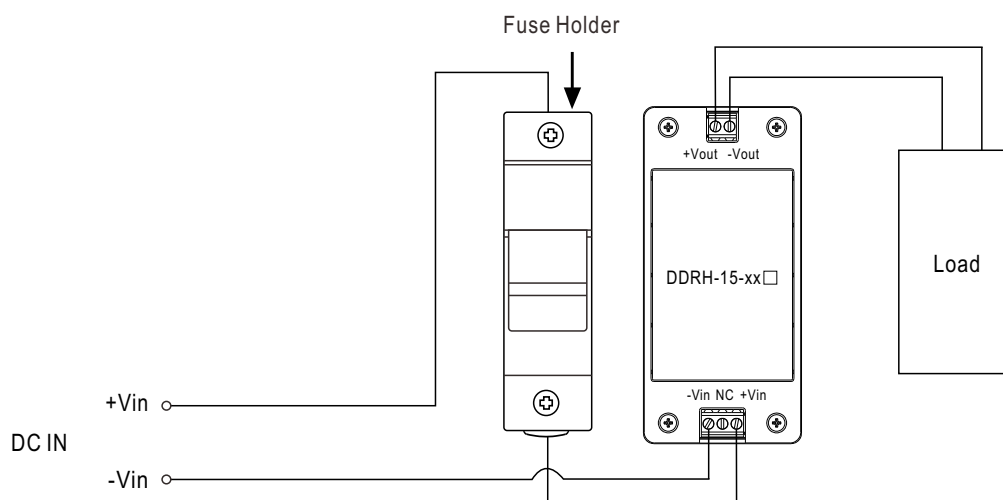 Fuse Holder
+Vout -Vout
DDRH-15-xx□
Load
-Vin NC +Vin
+Vin
DC IN
-Vin